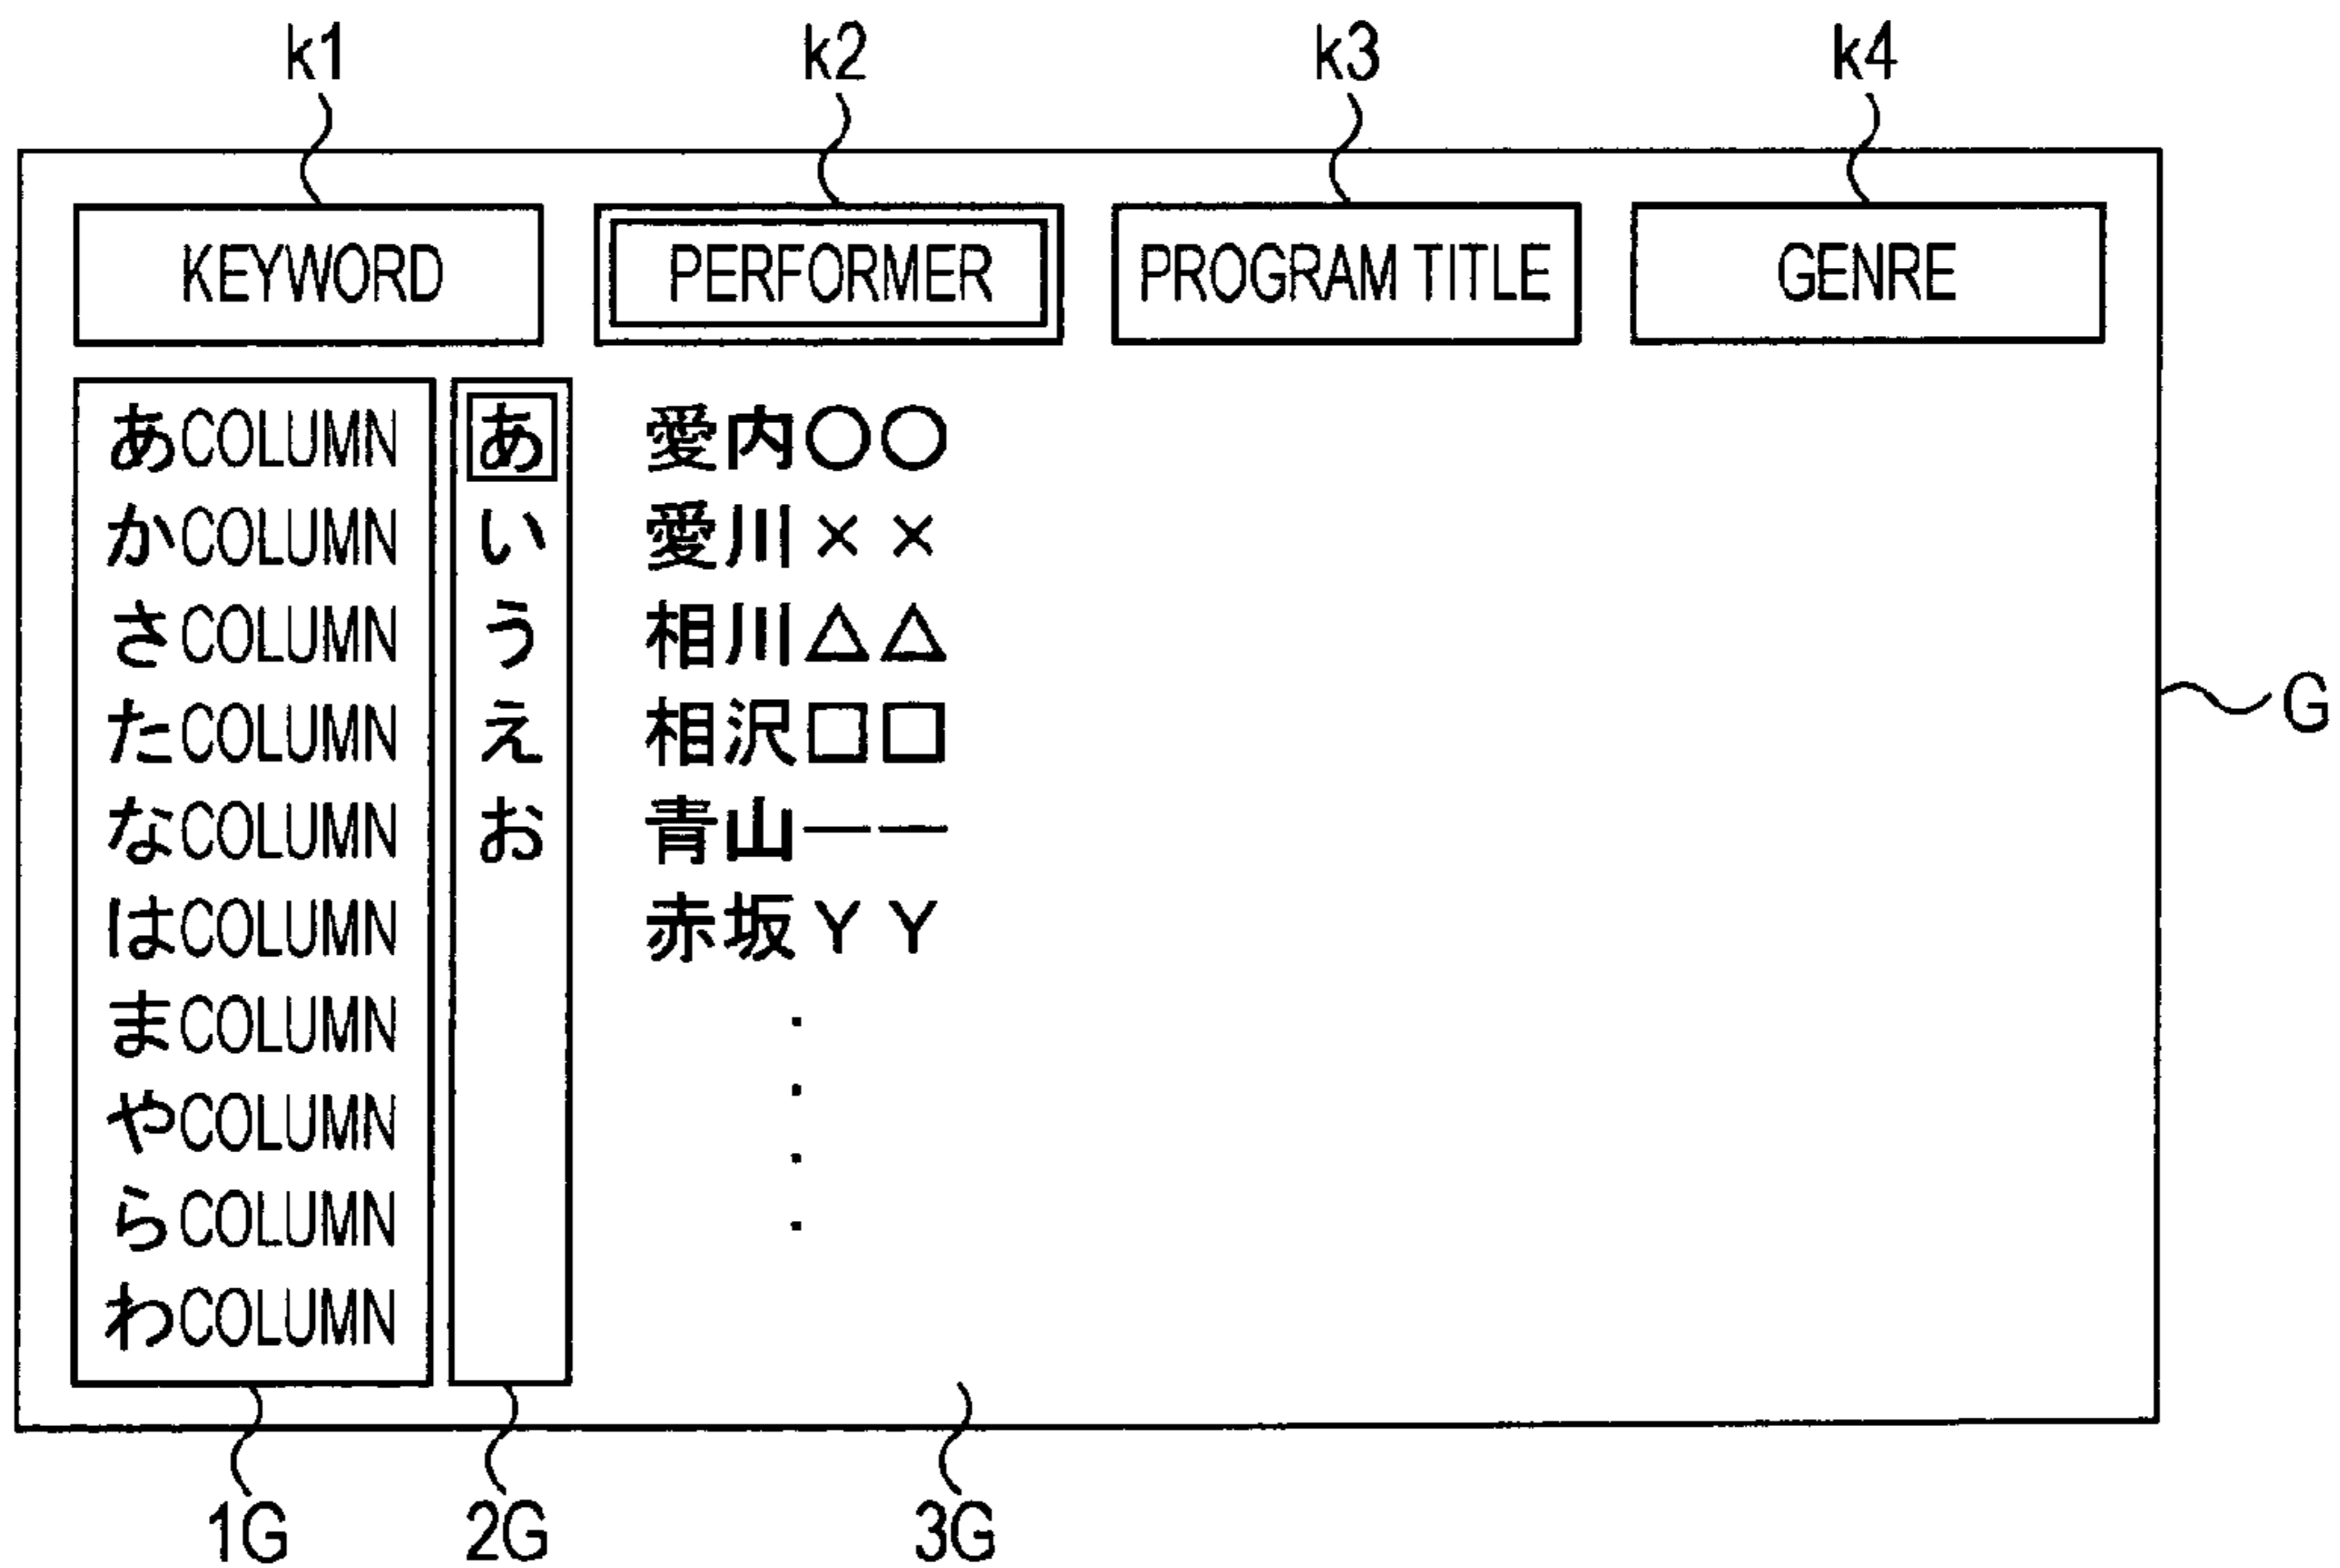 k1 k2 k3 k4
KEYWORD PERFORMER PROGRAM TITLE GENRE
あCOLUMN あ 愛内○○
かCOLUMN い 愛川××
さCOLUMN う 相川△△
たCOLUMN え 相沢□□
なCOLUMN お 青山――
はCOLUMN 赤坂YY
まCOLUMN
やCOLUMN
らCOLUMN
わCOLUMN
G
1G 2G 3G